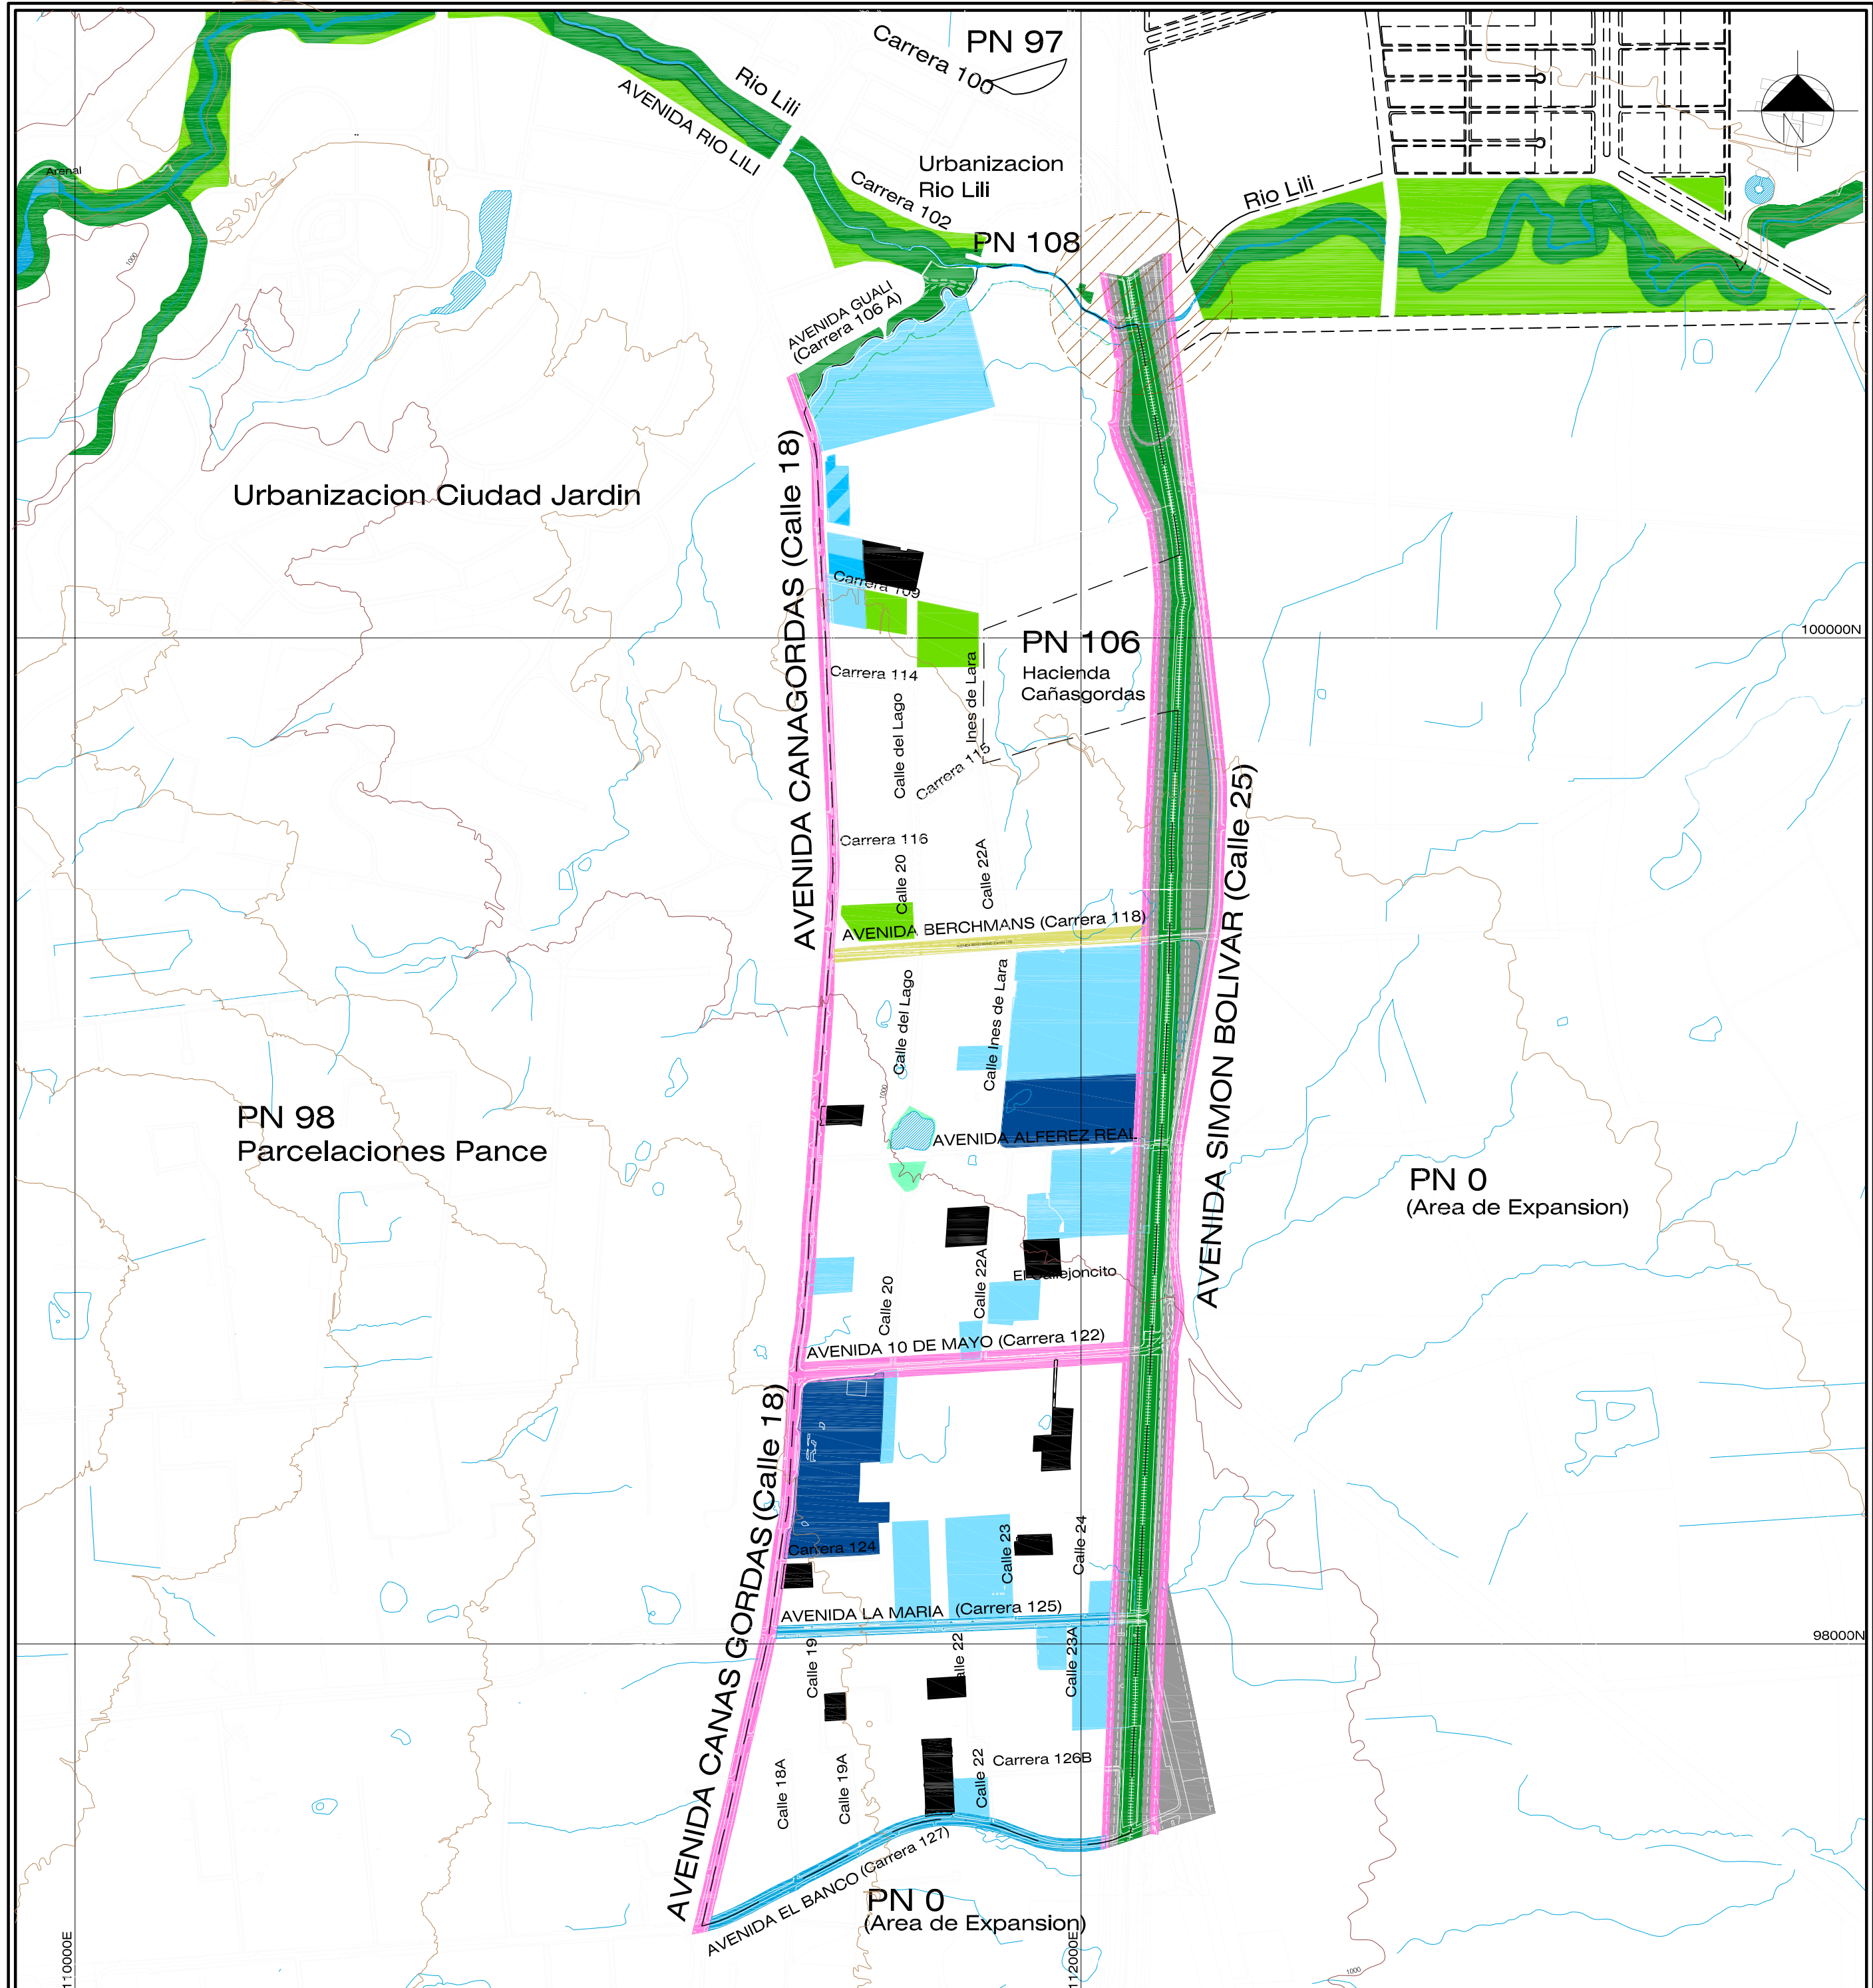 PN 97
Carrera 100
Rio Lili
AVENIDA RIO LILI
N
Urbanizacion
Rio Lili
Carrera 102
Rio Lili
Arenal
PN 108
1000
AVENIDA GUALI
(Carrera 106 A)
Urbanizacion Ciudad Jardin
AVENIDA CANAGORDAS (Calle 18)
Carrera 109
100000N
PN 106
Hacienda
Cañasgordas
Carrera 114
Ines de Lara
Calle del Lago
Carrera 115
AVENIDA SIMON BOLIVAR (Calle 25)
Carrera 116
Calle 20
Calle 22A
AVENIDA BERCHMANS (Carrera 118)
Calle del Lago
Calle Ines de Lara
1000
PN 98
Parcelaciones Pance
AVENIDA ALFEREZ REAL
PN 0
(Area de Expansion)
El Callejoncito
Calle 20
Calle 22A
AVENIDA 10 DE MAYO (Carrera 122)
AVENIDA CANAS GORDAS (Calle 18)
Carrera 124
Calle 23
Calle 24
AVENIDA LA MARIA (Carrera 125)
98000N
Calle 19
Calle 22
Calle 23A
Calle 18A
Calle 19A
Calle 22
Carrera 126B
AVENIDA EL BANCO (Carrera 127)
PN 0
(Area de Expansion)
110000E
112000E
1000